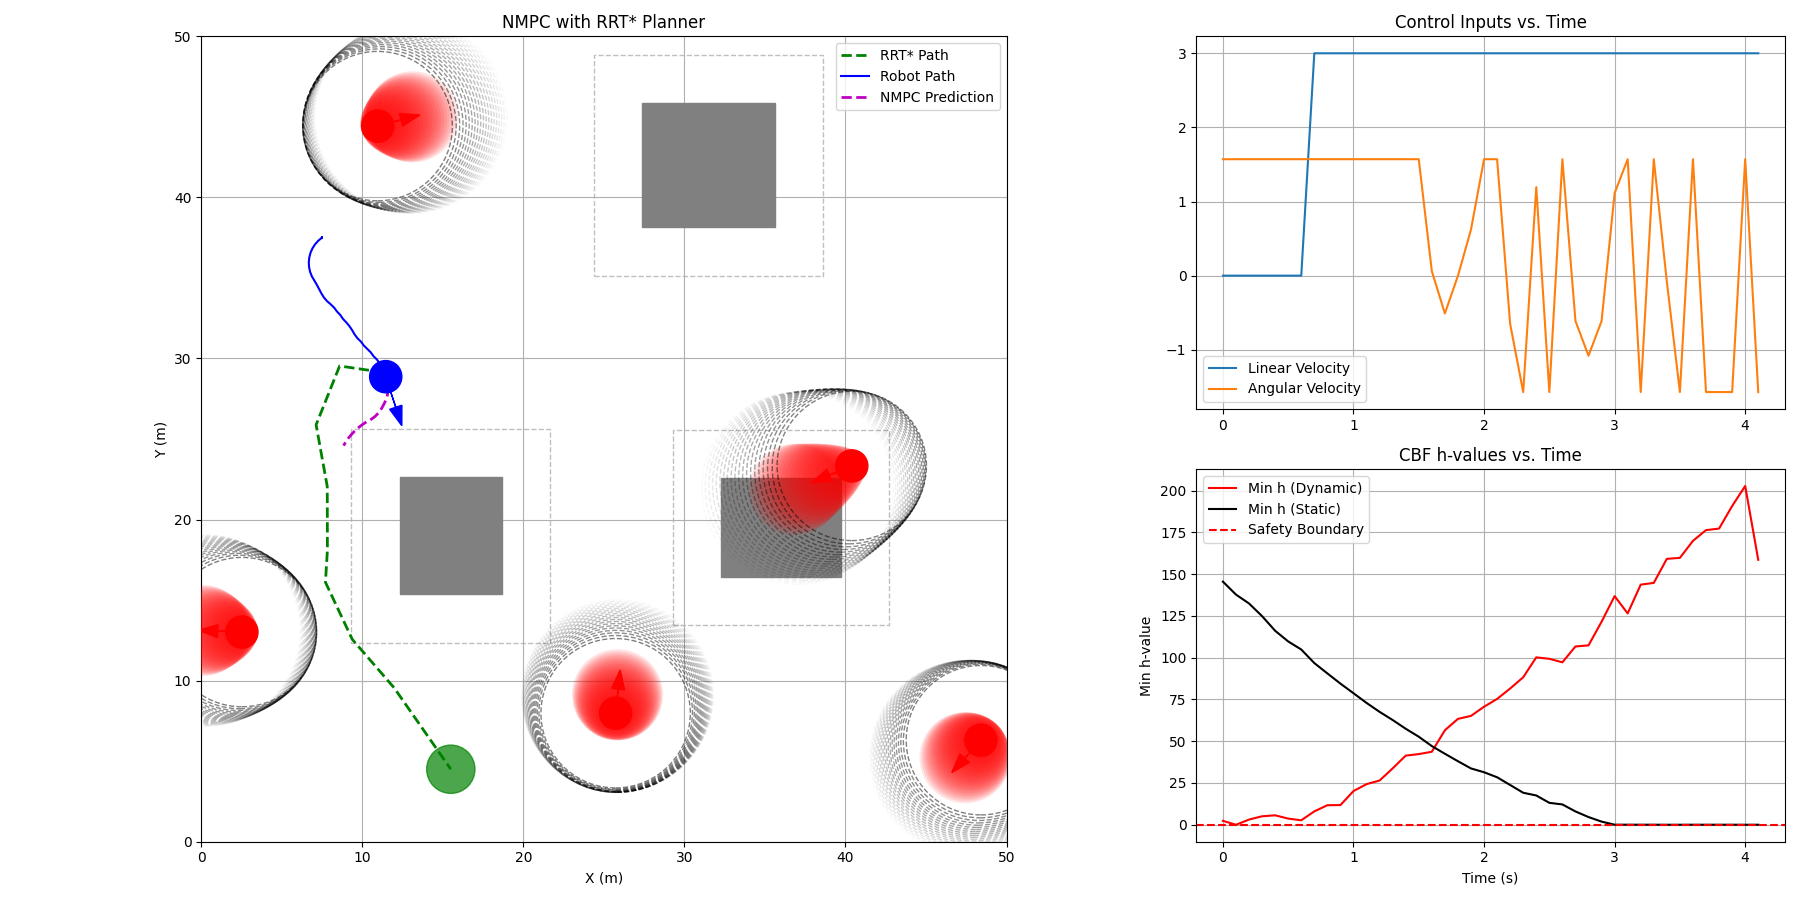 NMPC with RRT* Planner
RRT* Path
Robot Path
NMPC Prediction
50
40
30
20
10
0
Y (m)
0 10 20 30 40 50
X (m)
Control Inputs vs. Time
3
2
1
0
−1
Linear Velocity
Angular Velocity
0 1 2 3 4
CBF h-values vs. Time
Min h (Dynamic)
Min h (Static)
Safety Boundary
200
175
150
125
100
75
50
25
0
Min h-value
0 1 2 3 4
Time (s)